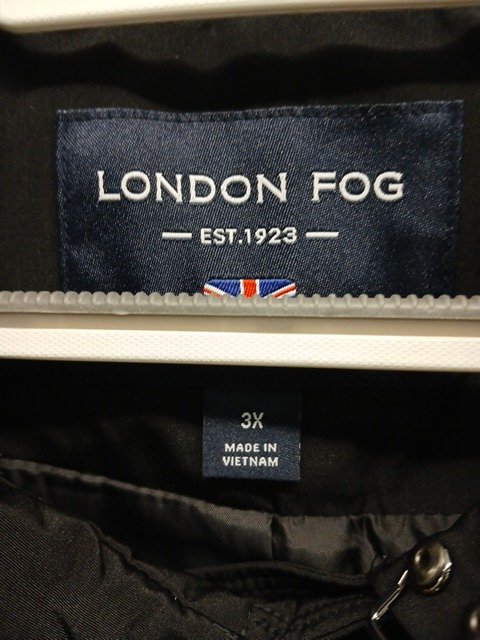 LONDON FOG
— EST.1923 —
3X
MADE IN
VIETNAM